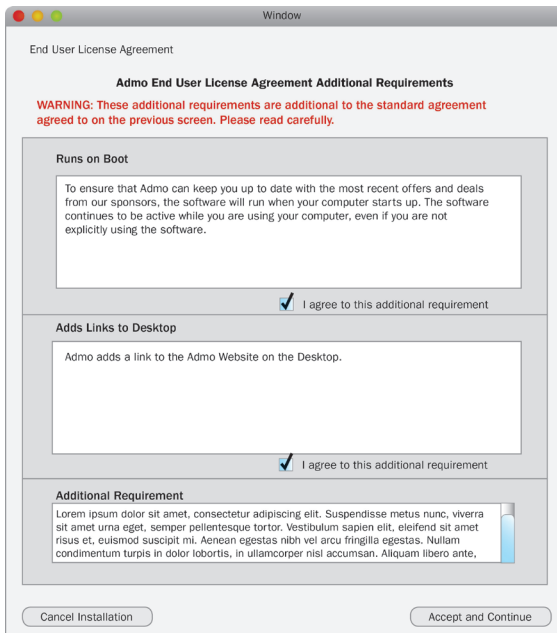 Window
End User License Agreement
Admo End User License Agreement Additional Requirements
WARNING: These additional requirements are additional to the standard agreement
agreed to on the previous screen. Please read carefully.
Runs on Boot
To ensure that Admo can keep you up to date with the most recent offers and deals
from our sponsors, the software will run when your computer starts up. The software
continues to be active while you are using your computer, even if you are not
explicitly using the software.
I agree to this additional requirement
Adds Links to Desktop
Admo adds a link to the Admo Website on the Desktop.
I agree to this additional requirement
Additional Requirement
Lorem ipsum dolor sit amet, consectetur adipiscing elit. Suspendisse metus nunc, viverra
sit amet urna eget, semper pellentesque tortor. Vestibulum sapien elit, eleifend sit amet
risus et, euismod suscipit mi. Aenean egestas nibh vel arcu fringilla egestas. Nullam
condimentum turpis in dolor lobortis, in ullamcorper nisl accumsan. Aliquam libero ante,
Cancel Installation
Accept and Continue